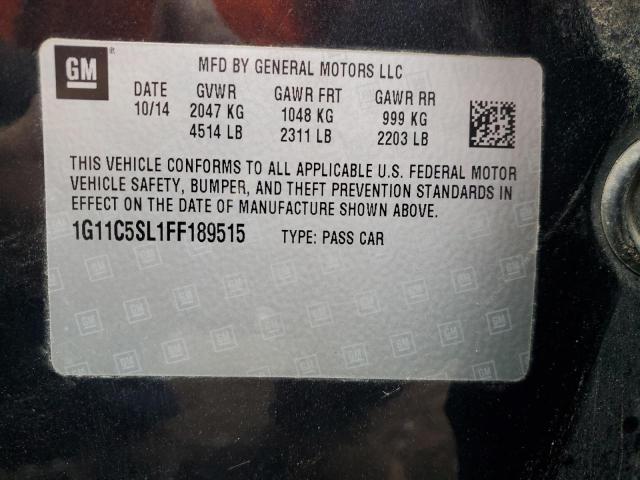 GM
MFD BY GENERAL MOTORS LLC
DATE GVWR GAWR FRT GAWR RR
10/14 2047 KG 1048 KG 999 KG
4514 LB 2311 LB 2203 LB
THIS VEHICLE CONFORMS TO ALL APPLICABLE U.S. FEDERAL MOTOR
VEHICLE SAFETY, BUMPER, AND THEFT PREVENTION STANDARDS IN
EFFECT ON THE DATE OF MANUFACTURE SHOWN ABOVE.
1G11C5SL1FF189515 TYPE: PASS CAR